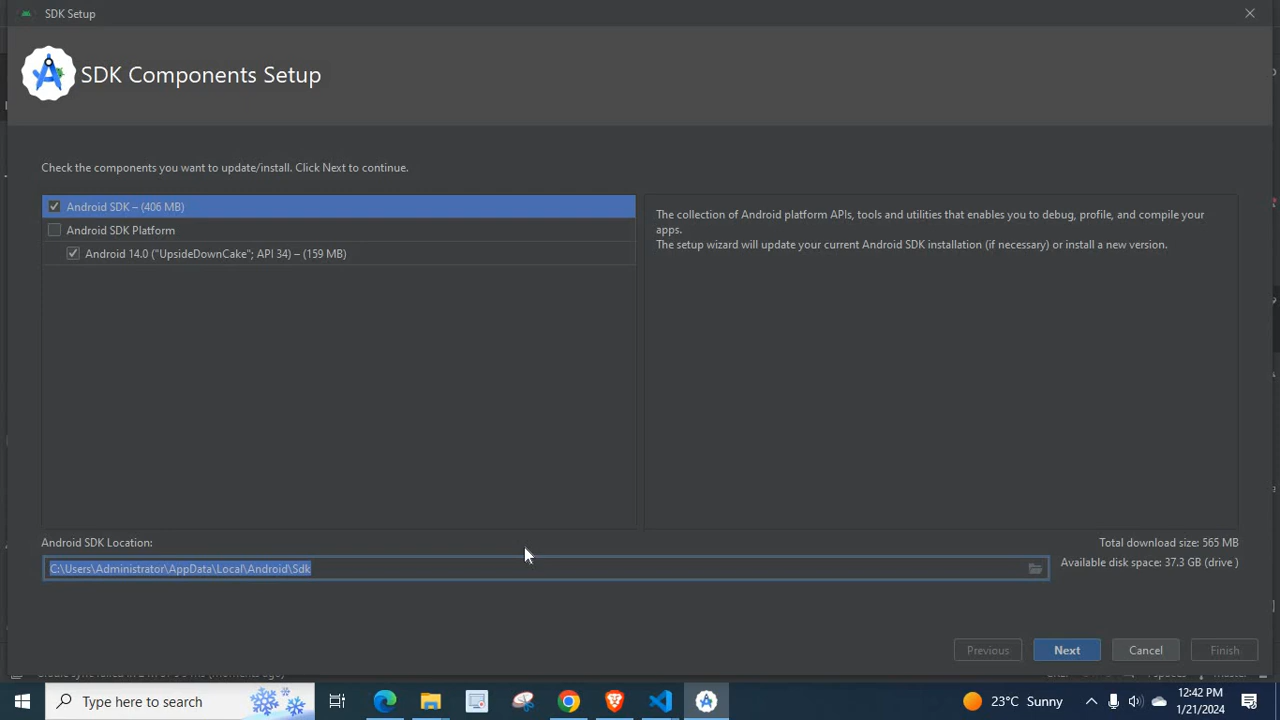 SDK Setup
SDK Components Setup
Check the components you want to update/install. Click Next to continue.
Android SDK – (406 MB)
Android SDK Platform
Android 14.0 ("UpsideDownCake"; API 34) – (159 MB)
The collection of Android platform APIs, tools and utilities that enables you to debug, profile, and compile your
apps.
The setup wizard will update your current Android SDK installation (if necessary) or install a new version.
Android SDK Location:
Total download size: 565 MB
C:\Users\Administrator\AppData\Local\Android\Sdk
Available disk space: 37.3 GB (drive )
Previous
Next
Cancel
Finish
Type here to search
23°C Sunny
12:42 PM
1/21/2024